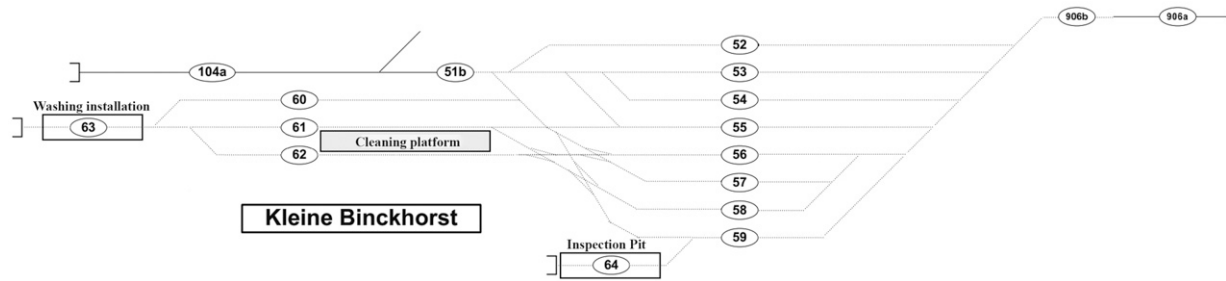 906b 906a
52
104a 51b 53
60 54
Washing installation
63 61 55
Cleaning platform
62 56
57
58
Kleine Binckhorst
59
Inspection Pit
64